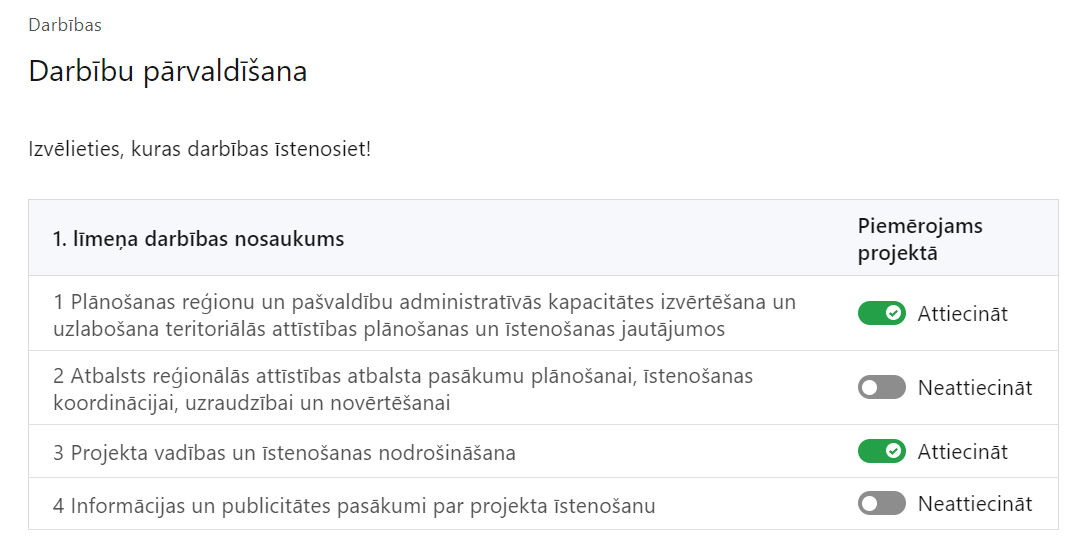 Darbības
Darbību pārvaldīšana
Izvēlieties, kuras darbības īstenosiet!
1. līmeņa darbības nosaukums
Piemērojams
projektā
1 Plānošanas reģionu un pašvaldību administratīvās kapacitātes izvērtēšana un
uzlabošana teritoriālās attīstības plānošanas un īstenošanas jautājumos
Attiecināt
2 Atbalsts reģionālās attīstības atbalsta pasākumu plānošanai, īstenošanas
koordinācijai, uzraudzībai un novērtēšanai
Neattiecināt
3 Projekta vadības un īstenošanas nodrošināšana
Attiecināt
4 Informācijas un publicitātes pasākumi par projekta īstenošanu
Neattiecināt